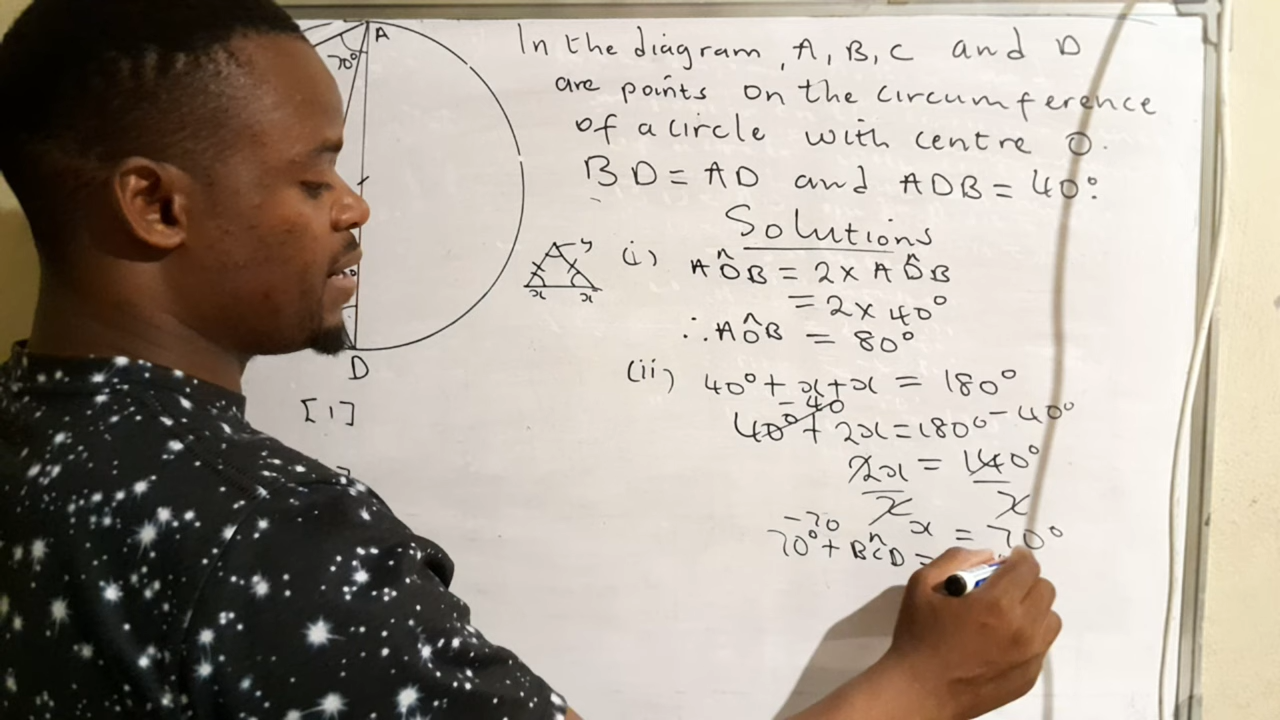 A
70°
D
[1]
In the diagram, A, B, C and D
are points on the circumference
of a circle with centre O.
BD = AD and ADB = 40°.
Solutions
y
x x
(i) AÔB = 2 x AÔB
= 2 x 40°
∴ AÔB = 80°
(ii) 40° + x + x = 180°
- 40
40° + 2x = 180° - 40°
2x = 140°
2 2
x = 70°
-70
70° + BĈD =